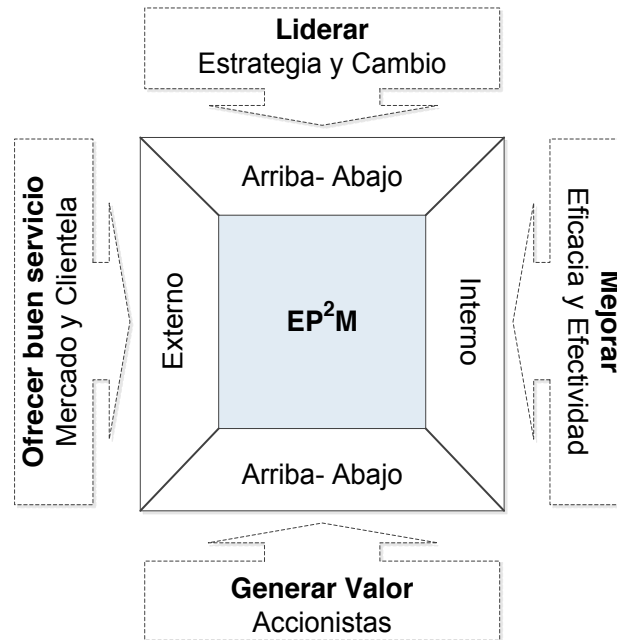 Liderar
Estrategia y Cambio
Arriba- Abajo
Ofrecer buen servicio
Mercado y Clientela
Externo
EP²M
Interno
Mejorar
Eficacia y Efectividad
Arriba- Abajo
Generar Valor
Accionistas